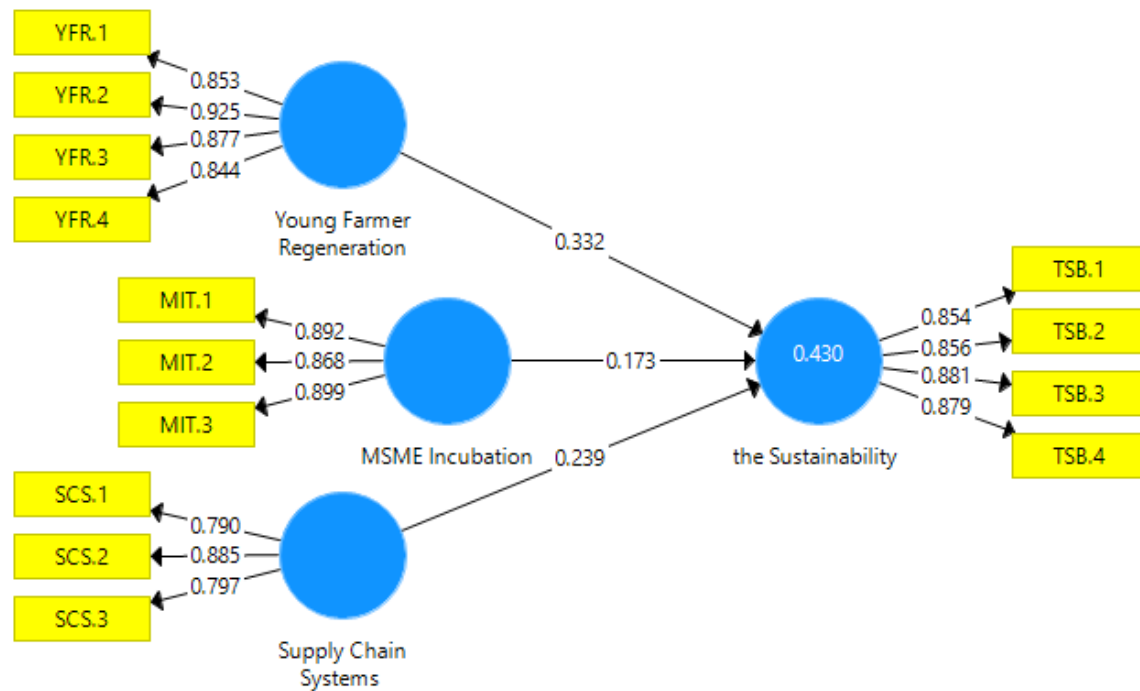 YFR.1
YFR.2
YFR.3
YFR.4
0.853
0.925
0.877
0.844
Young Farmer
Regeneration
0.332
MIT.1
MIT.2
MIT.3
0.892
0.868
0.899
MSME Incubation
0.173
SCS.1
SCS.2
SCS.3
0.790
0.885
0.797
Supply Chain
Systems
0.239
0.430
the Sustainability
0.854
0.856
0.881
0.879
TSB.1
TSB.2
TSB.3
TSB.4